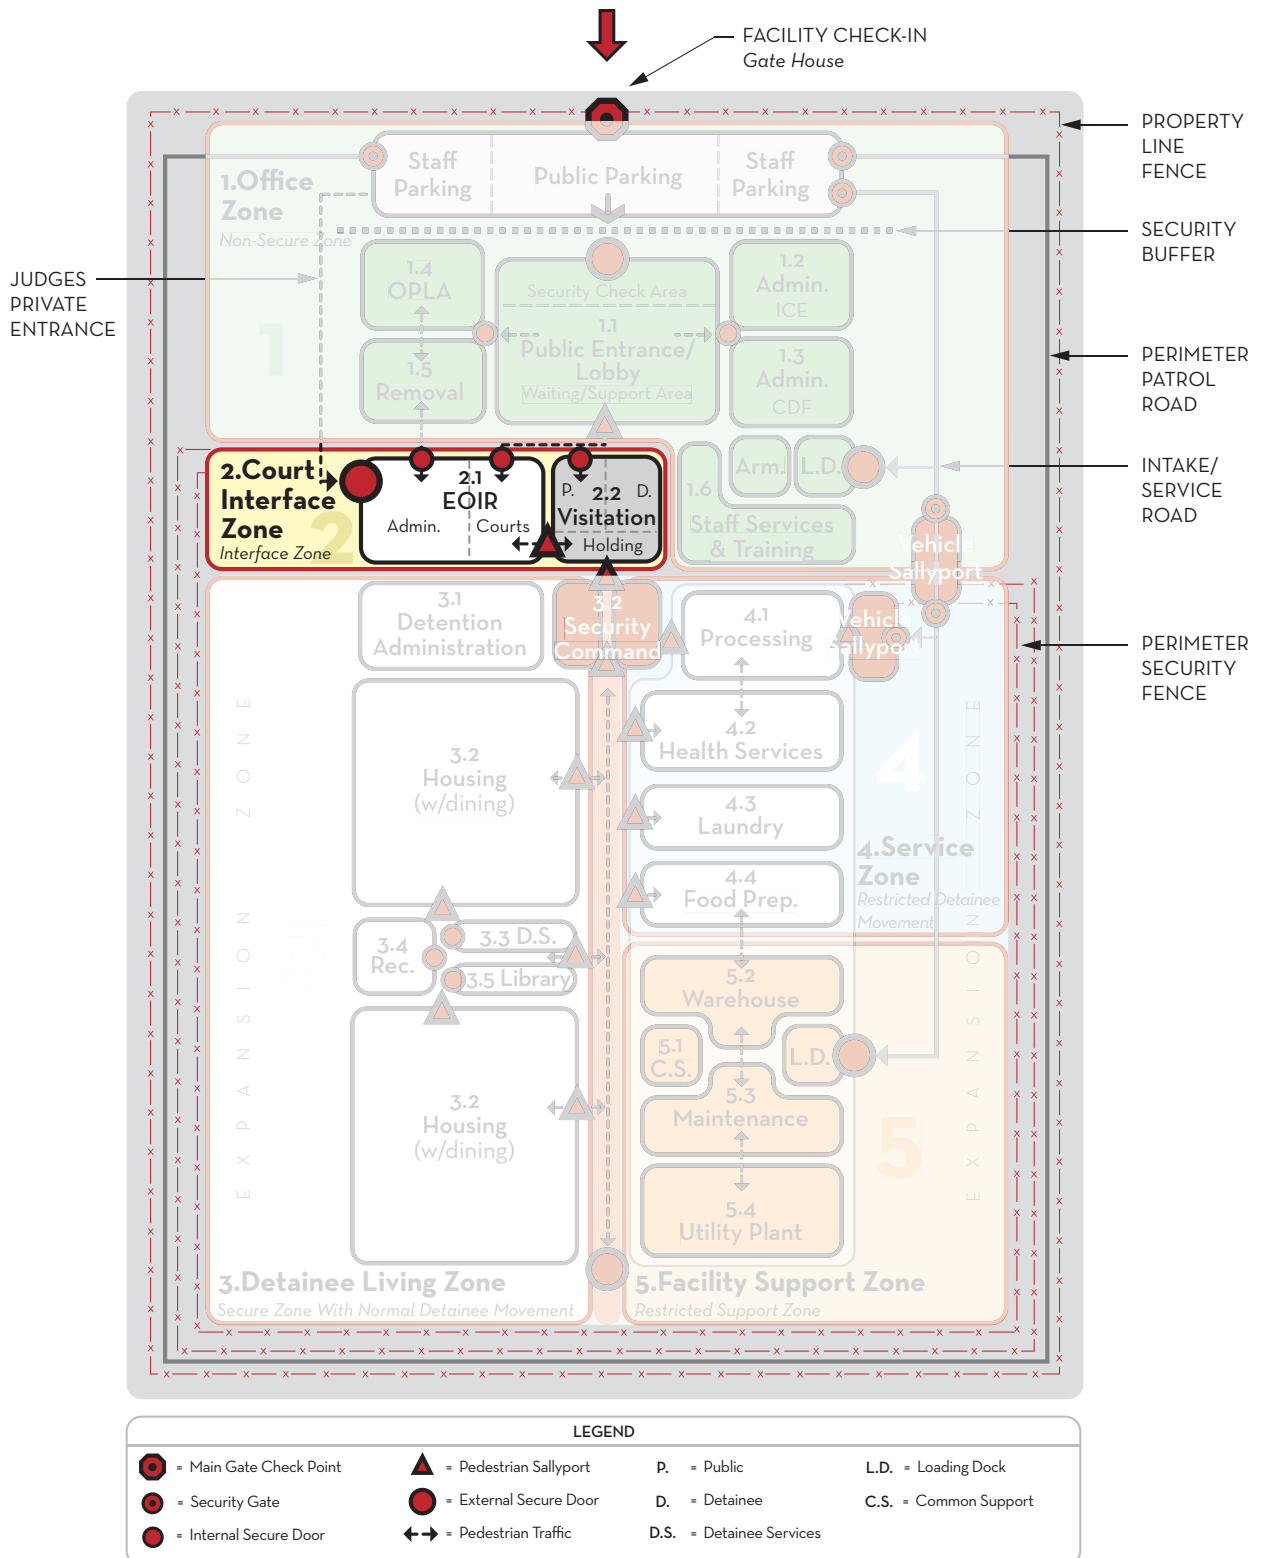 FACILITY CHECK-IN
Gate House
PROPERTY
LINE
FENCE
Staff
Parking
Public Parking
Staff
Parking
1.Office
Zone
Non-Secure Zone
SECURITY
BUFFER
JUDGES
PRIVATE
ENTRANCE
1.4
OPLA
Security Check Area
1.2
Admin.
ICE
1
1.1
Public Entrance/
Lobby
Waiting/Support Area
1.5
Removal
1.3
Admin.
CDF
PERIMETER
PATROL
ROAD
2.Court
Interface
Zone
Interface Zone
2
2.1
EOIR
Admin.
Courts
P.
2.2
D.
Visitation
Holding
1.6
Arm.
L.D.
Staff Services
& Training
INTAKE/
SERVICE
ROAD
Vehicle
Sallyport
3.1
Detention
Administration
3.2
Security
Command
4.1
Processing
Vehicle
Sallyport
PERIMETER
SECURITY
FENCE
EXPANSION ZONE
3.2
Housing
(w/dining)
4.2
Health Services
4
4.3
Laundry
4.4
Food Prep.
4.Service
Zone
Restricted Detainee
Movement
EXPANSION ZONE
3
3.4
Rec.
3.3 D.S.
3.5 Library
5.2
Warehouse
5.1
C.S.
L.D.
5.3
Maintenance
5
3.2
Housing
(w/dining)
5.4
Utility Plant
3.Detainee Living Zone
Secure Zone With Normal Detainee Movement
5.Facility Support Zone
Restricted Support Zone
LEGEND
= Main Gate Check Point
= Security Gate
= Internal Secure Door
= Pedestrian Sallyport
= External Secure Door
= Pedestrian Traffic
P. = Public
D. = Detainee
D.S. = Detainee Services
L.D. = Loading Dock
C.S. = Common Support